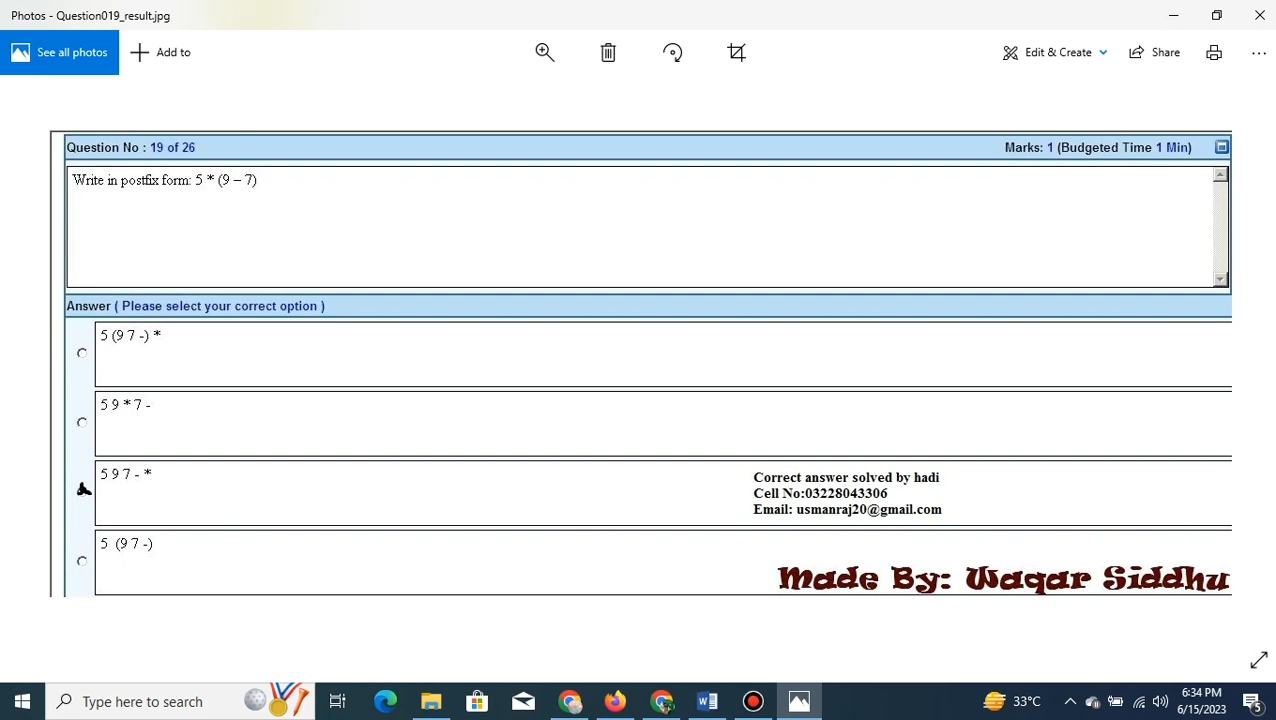 Photos - Question019_result.jpg
See all photos
Add to
Edit & Create
Share
Question No : 19 of 26
Marks: 1 (Budgeted Time 1 Min)
Write in postfix form: 5 * (9 – 7)
Answer ( Please select your correct option )
5 (9 7 -) *
5 9 * 7 -
5 9 7 - *
Correct answer solved by hadi
Cell No:03228043306
Email: usmanraj20@gmail.com
5 (9 7 -)
Made By: Waqar Siddhu
Type here to search
33°C
6:34 PM
6/15/2023
5